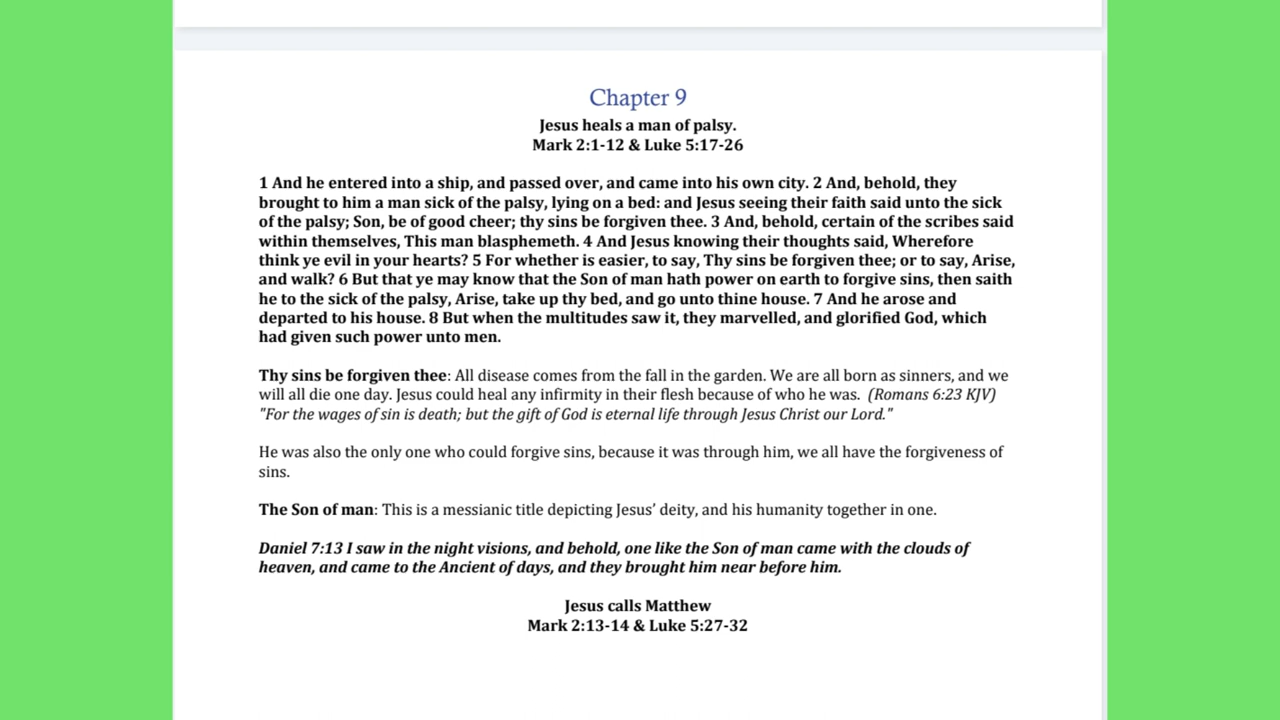 Chapter 9
Jesus heals a man of palsy.
Mark 2:1-12 & Luke 5:17-26
1 And he entered into a ship, and passed over, and came into his own city. 2 And, behold, they
brought to him a man sick of the palsy, lying on a bed: and Jesus seeing their faith said unto the sick
of the palsy; Son, be of good cheer; thy sins be forgiven thee. 3 And, behold, certain of the scribes said
within themselves, This man blasphemeth. 4 And Jesus knowing their thoughts said, Wherefore
think ye evil in your hearts? 5 For whether is easier, to say, Thy sins be forgiven thee; or to say, Arise,
and walk? 6 But that ye may know that the Son of man hath power on earth to forgive sins, then saith
he to the sick of the palsy, Arise, take up thy bed, and go unto thine house. 7 And he arose and
departed to his house. 8 But when the multitudes saw it, they marvelled, and glorified God, which
had given such power unto men.
Thy sins be forgiven thee: All disease comes from the fall in the garden. We are all born as sinners, and we
will all die one day. Jesus could heal any infirmity in their flesh because of who he was. (Romans 6:23 KJV)
"For the wages of sin is death; but the gift of God is eternal life through Jesus Christ our Lord."
He was also the only one who could forgive sins, because it was through him, we all have the forgiveness of
sins.
The Son of man: This is a messianic title depicting Jesus’ deity, and his humanity together in one.
Daniel 7:13 I saw in the night visions, and behold, one like the Son of man came with the clouds of
heaven, and came to the Ancient of days, and they brought him near before him.
Jesus calls Matthew
Mark 2:13-14 & Luke 5:27-32